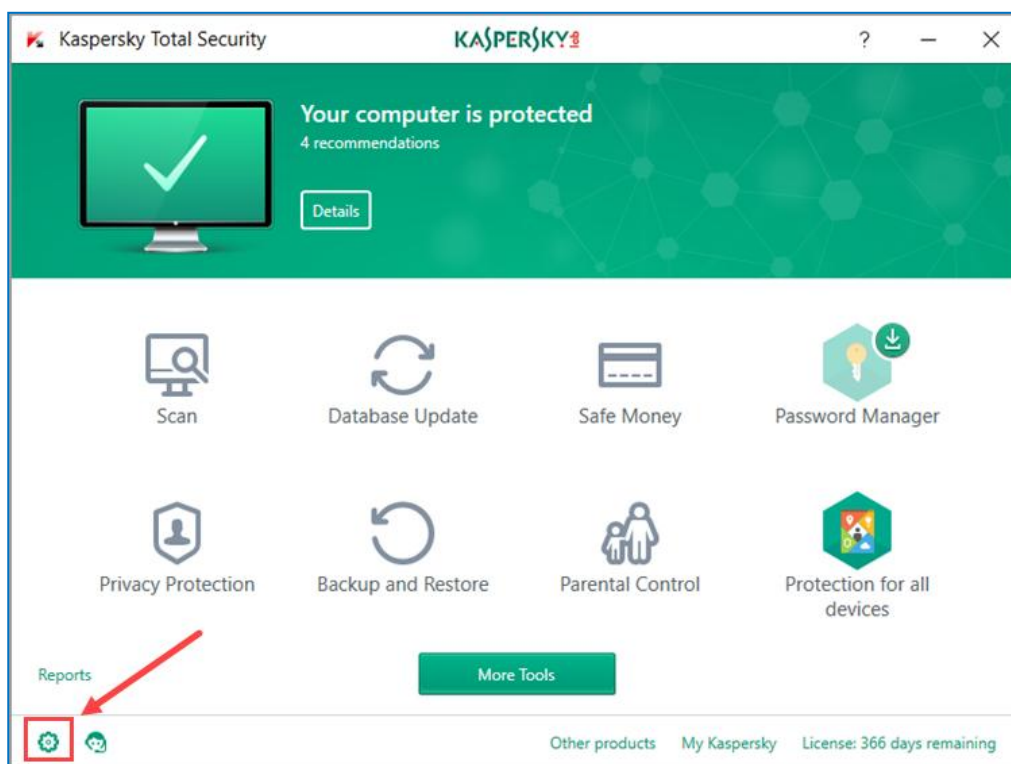 Kaspersky Total Security
KASPERSKY lab
?
Your computer is protected
4 recommendations
Details
Scan
Database Update
Safe Money
Password Manager
Privacy Protection
Backup and Restore
Parental Control
Protection for all
devices
Reports
More Tools
Other products
My Kaspersky
License: 366 days remaining